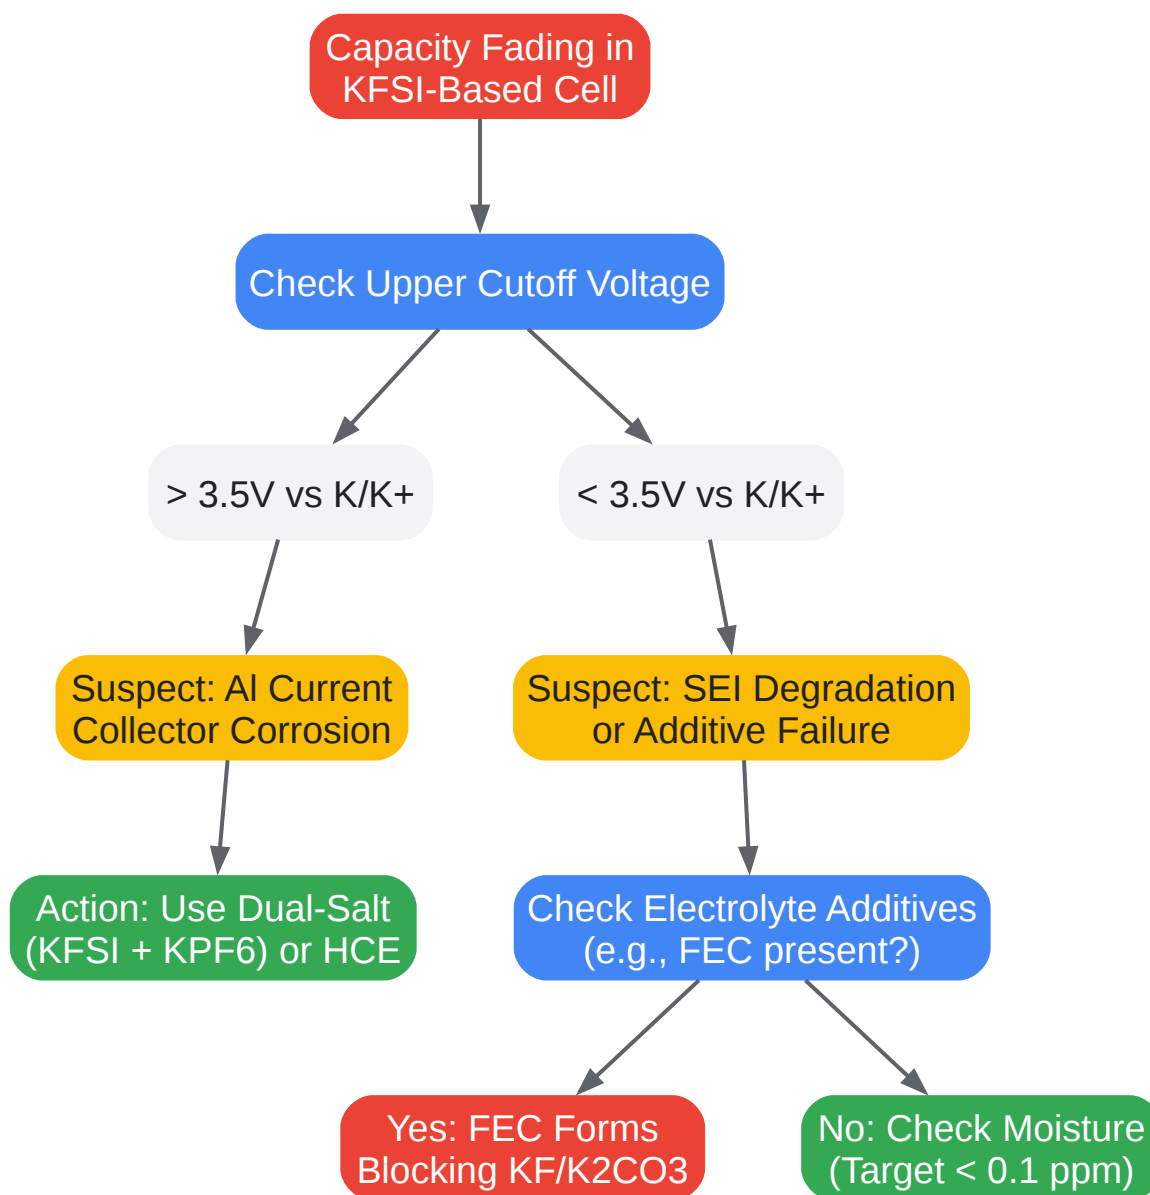 Capacity Fading in
KFSI-Based Cell
Check Upper Cutoff Voltage
> 3.5V vs K/K+
< 3.5V vs K/K+
Suspect: Al Current
Collector Corrosion
Suspect: SEI Degradation
or Additive Failure
Action: Use Dual-Salt
(KFSI + KPF6) or HCE
Check Electrolyte Additives
(e.g., FEC present?)
Yes: FEC Forms
Blocking KF/K2CO3
No: Check Moisture
(Target < 0.1 ppm)